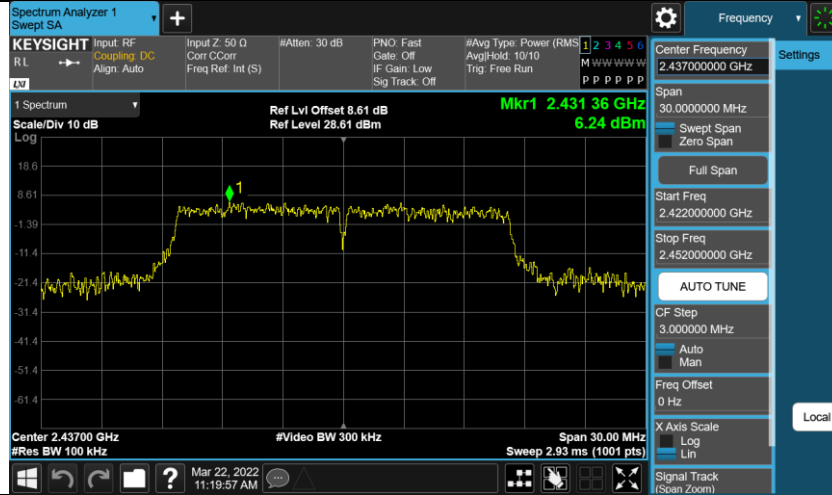 Spectrum Analyzer 1
Swept SA
Frequency
KEYSIGHT
RL
LXI
Input: RF
Coupling: DC
Align: Auto
Input Z: 50 Ω
Corr CCorr
Freq Ref: Int (S)
#Atten: 30 dB
PNO: Fast
Gate: Off
IF Gain: Low
Sig Track: Off
#Avg Type: Power (RMS
Avg|Hold: 10/10
Trig: Free Run
1 2 3 4 5 6
M W W W W W
P P P P P P
1 Spectrum
Scale/Div 10 dB
Log
Ref Lvl Offset 8.61 dB
Ref Level 28.61 dBm
Mkr1 2.431 36 GHz
6.24 dBm
1
18.6
8.61
-1.39
-11.4
-21.4
-31.4
-41.4
-51.4
-61.4
Center 2.43700 GHz
#Res BW 100 kHz
#Video BW 300 kHz
Span 30.00 MHz
Sweep 2.93 ms (1001 pts)
Mar 22, 2022
11:19:57 AM
?
Center Frequency
2.437000000 GHz
Span
30.0000000 MHz
Swept Span
Zero Span
Full Span
Start Freq
2.422000000 GHz
Stop Freq
2.452000000 GHz
AUTO TUNE
CF Step
3.000000 MHz
Auto
Man
Freq Offset
0 Hz
X Axis Scale
Log
Lin
Signal Track
(Span Zoom)
Settings
Local